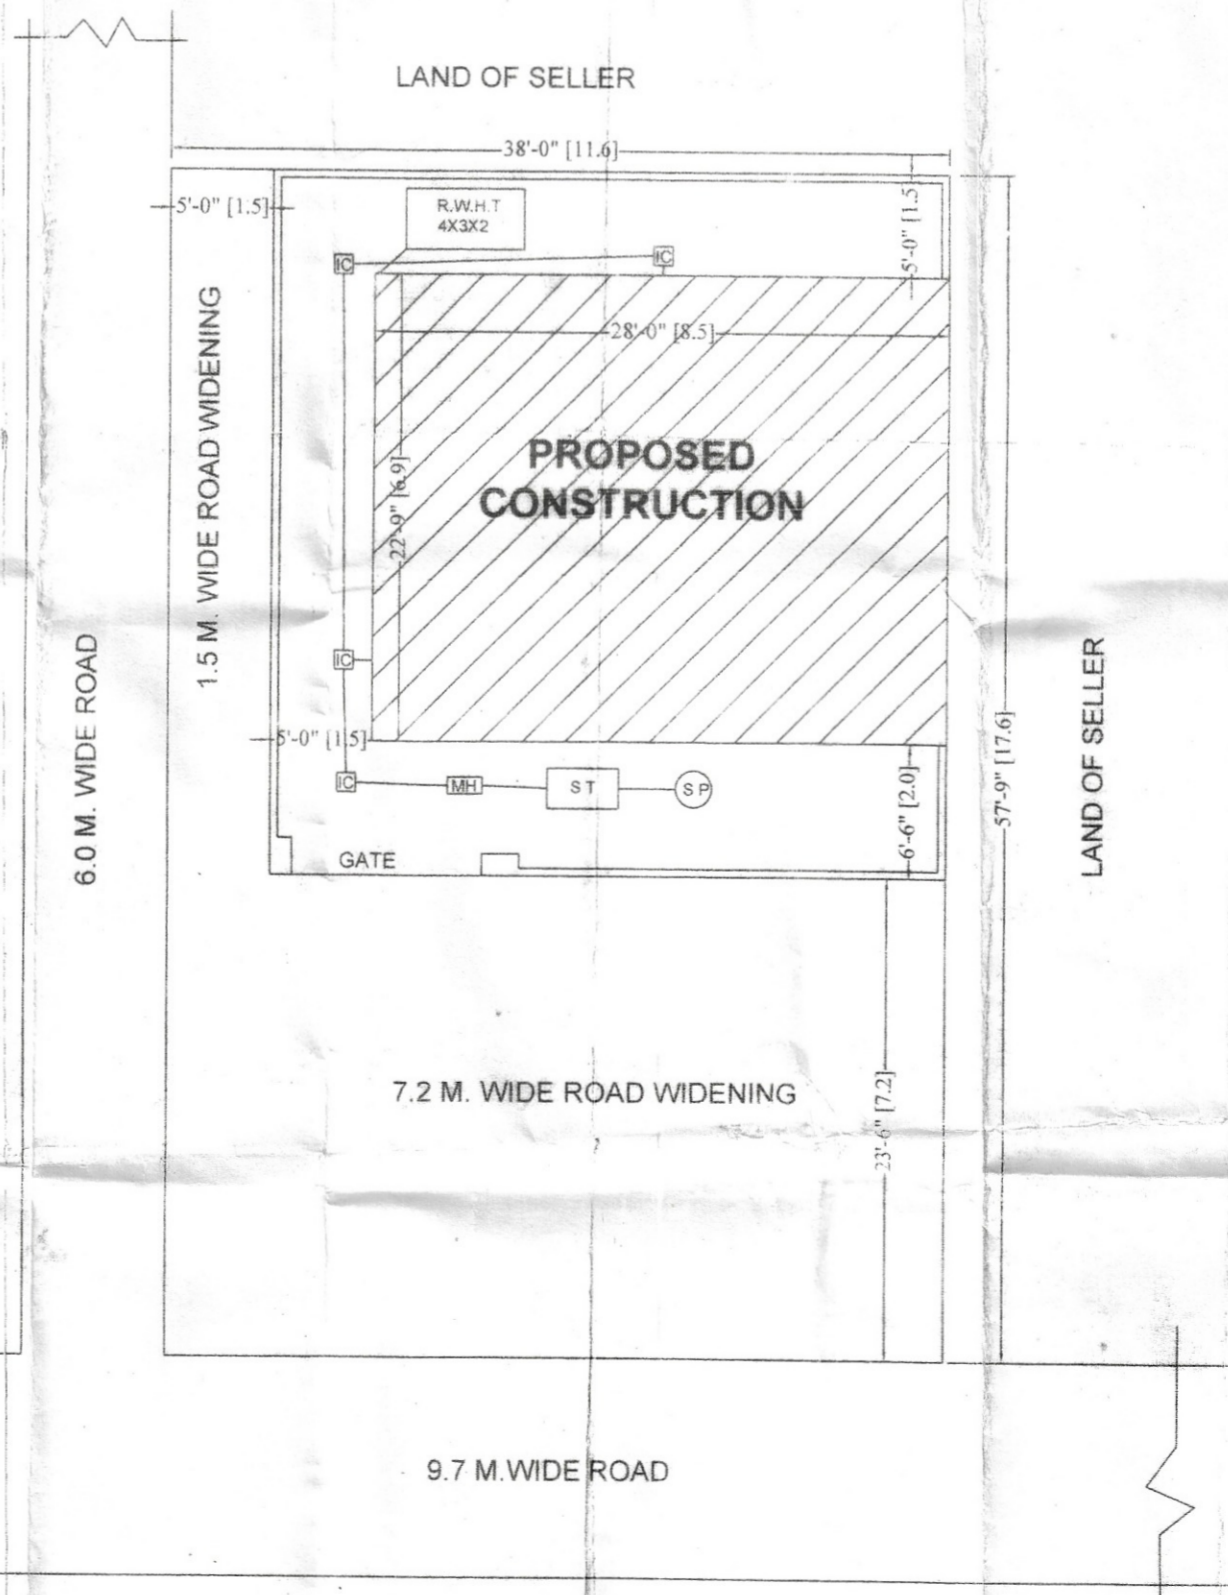 LAND OF SELLER
38'-0" [11.6]
5'-0" [1.5]
R.W.H.T
4X3X2
5'-0" [1.5]
IC
IC
28'-0" [8.5]
1.5 M. WIDE ROAD WIDENING
PROPOSED
CONSTRUCTION
22'-9" [6.9]
6.0 M. WIDE ROAD
IC
5'-0" [1.5]
57'-9" [17.6]
LAND OF SELLER
IC
MH
S T
S P
6'-6" [2.0]
GATE
7.2 M. WIDE ROAD WIDENING
23'-6" [7.2]
9.7 M.WIDE ROAD